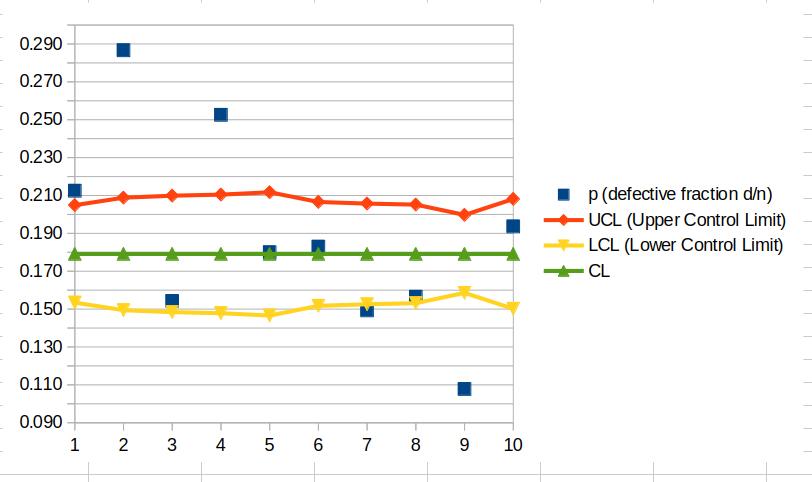 0.290
0.270
0.250
0.230
0.210
0.190
0.170
0.150
0.130
0.110
0.090
1 2 3 4 5 6 7 8 9 10
p (defective fraction d/n)
UCL (Upper Control Limit)
LCL (Lower Control Limit)
CL